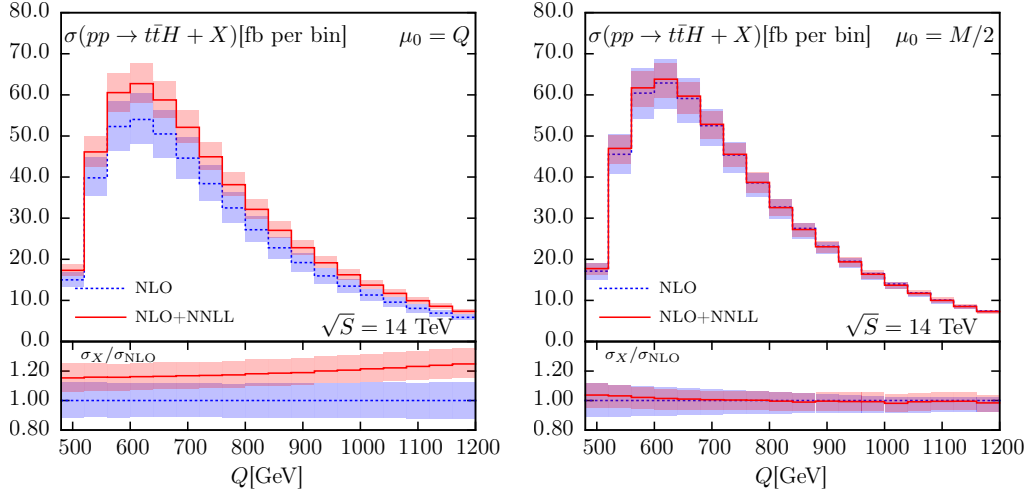 σ(pp → tt̄H + X)[fb per bin] μ₀ = Q
80.0
70.0
60.0
50.0
40.0
30.0
20.0
10.0
0.0
NLO
NLO+NNLL
√S = 14 TeV
σ_X/σ_NLO
1.20
1.00
0.80
500 600 700 800 900 1000 1100 1200
Q[GeV]
σ(pp → tt̄H + X)[fb per bin] μ₀ = M/2
80.0
70.0
60.0
50.0
40.0
30.0
20.0
10.0
0.0
NLO
NLO+NNLL
√S = 14 TeV
σ_X/σ_NLO
1.20
1.00
0.80
500 600 700 800 900 1000 1100 1200
Q[GeV]